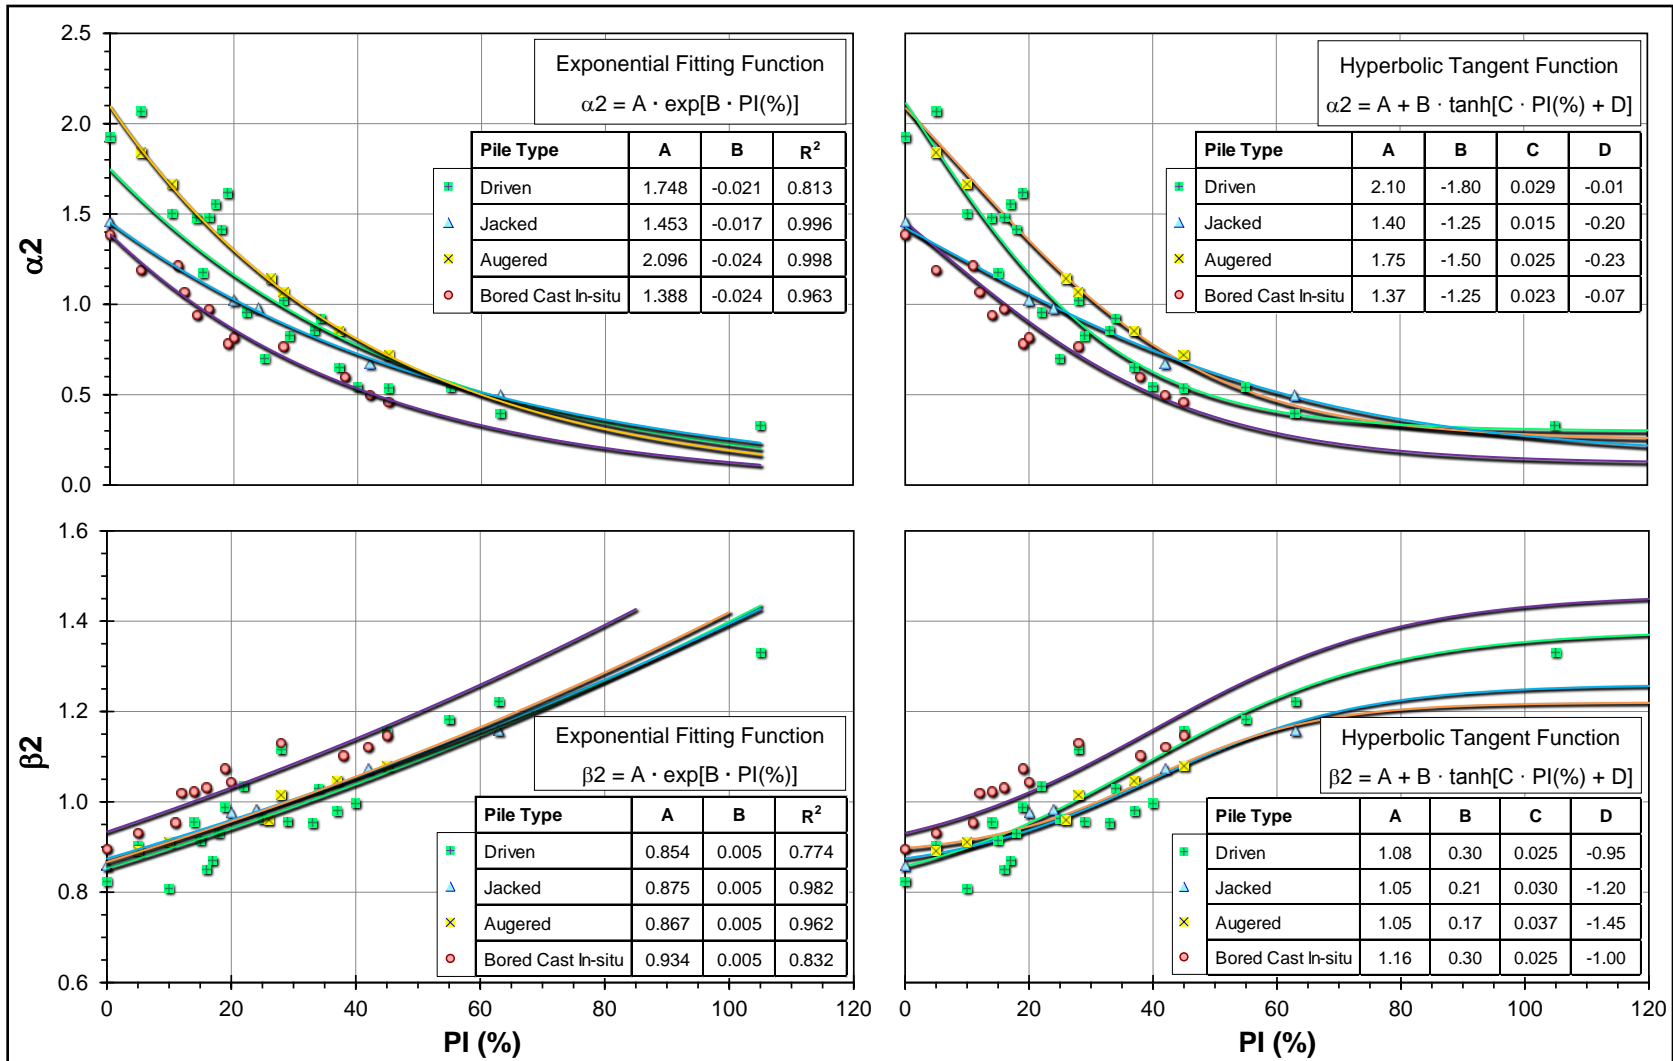 2.5
2.0
1.5
1.0
0.5
0.0
α2
Exponential Fitting Function
α2 = A · exp[B · PI(%)]
Pile Type A B R²
Driven 1.748 -0.021 0.813
Jacked 1.453 -0.017 0.996
Augered 2.096 -0.024 0.998
Bored Cast In-situ 1.388 -0.024 0.963
Hyperbolic Tangent Function
α2 = A + B · tanh[C · PI(%) + D]
Pile Type A B C D
Driven 2.10 -1.80 0.029 -0.01
Jacked 1.40 -1.25 0.015 -0.20
Augered 1.75 -1.50 0.025 -0.23
Bored Cast In-situ 1.37 -1.25 0.023 -0.07
1.6
1.4
1.2
1.0
0.8
0.6
β2
Exponential Fitting Function
β2 = A · exp[B · PI(%)]
Pile Type A B R²
Driven 0.854 0.005 0.774
Jacked 0.875 0.005 0.982
Augered 0.867 0.005 0.962
Bored Cast In-situ 0.934 0.005 0.832
0 20 40 60 80 100 120
PI (%)
Hyperbolic Tangent Function
β2 = A + B · tanh[C · PI(%) + D]
Pile Type A B C D
Driven 1.08 0.30 0.025 -0.95
Jacked 1.05 0.21 0.030 -1.20
Augered 1.05 0.17 0.037 -1.45
Bored Cast In-situ 1.16 0.30 0.025 -1.00
0 20 40 60 80 100 120
PI (%)